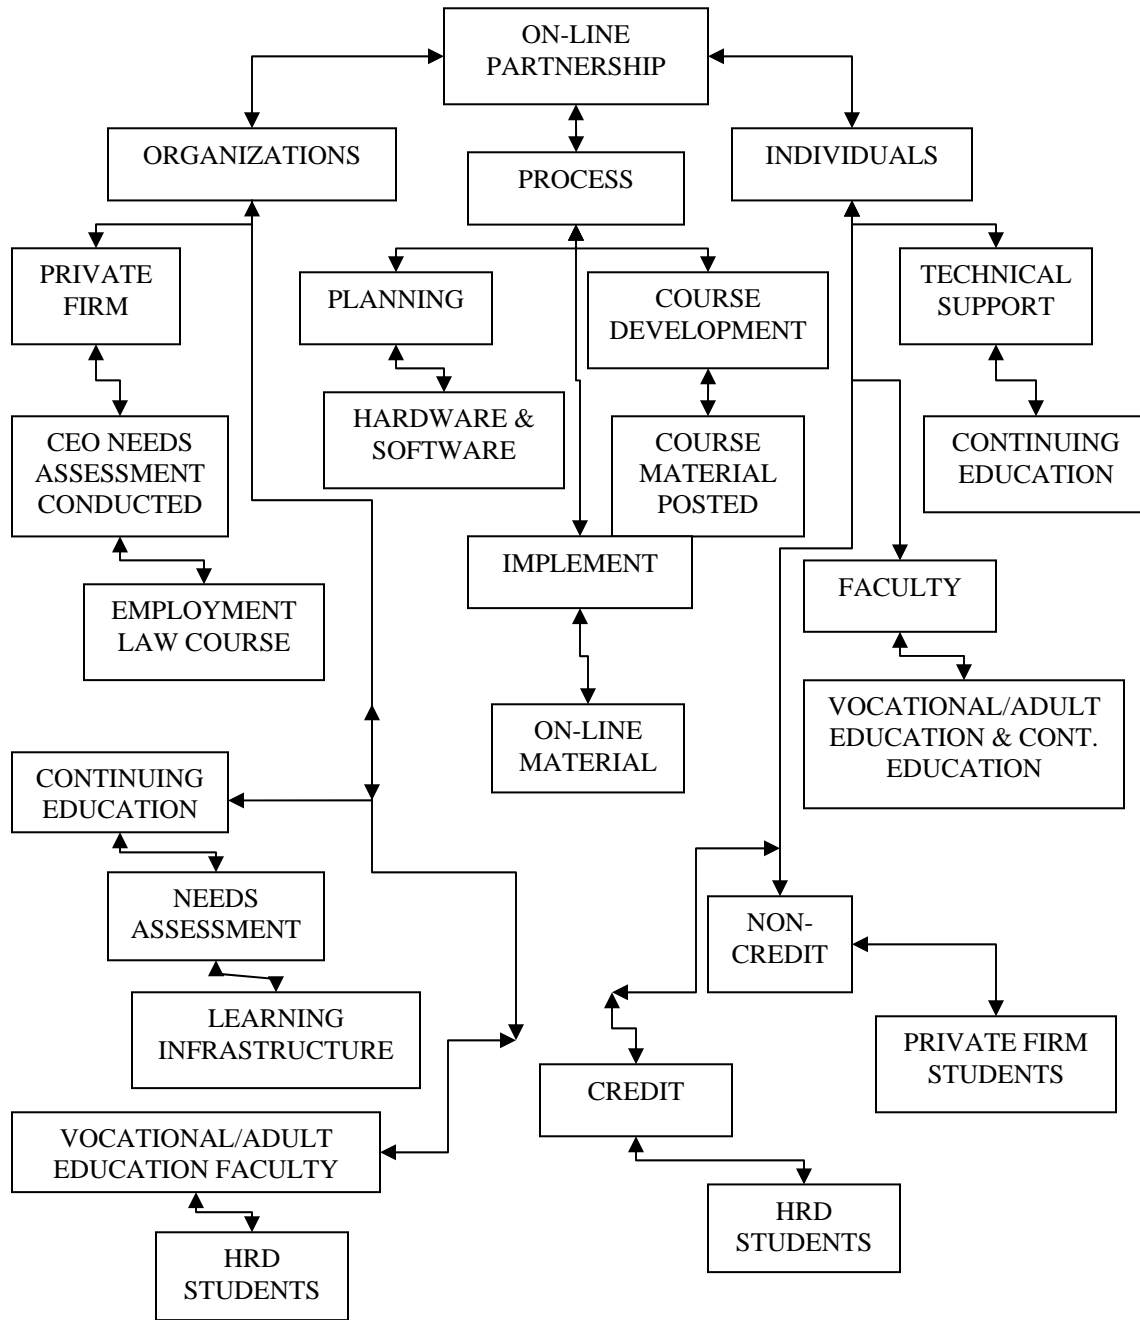 ON-LINE
PARTNERSHIP
ORGANIZATIONS
PROCESS
INDIVIDUALS
PRIVATE
FIRM
PLANNING
COURSE
DEVELOPMENT
TECHNICAL
SUPPORT
CEO NEEDS
ASSESSMENT
CONDUCTED
HARDWARE &
SOFTWARE
COURSE
MATERIAL
POSTED
CONTINUING
EDUCATION
IMPLEMENT
FACULTY
EMPLOYMENT
LAW COURSE
ON-LINE
MATERIAL
VOCATIONAL/ADULT
EDUCATION & CONT.
EDUCATION
CONTINUING
EDUCATION
NEEDS
ASSESSMENT
NON-
CREDIT
LEARNING
INFRASTRUCTURE
PRIVATE FIRM
STUDENTS
CREDIT
VOCATIONAL/ADULT
EDUCATION FACULTY
HRD
STUDENTS
HRD
STUDENTS